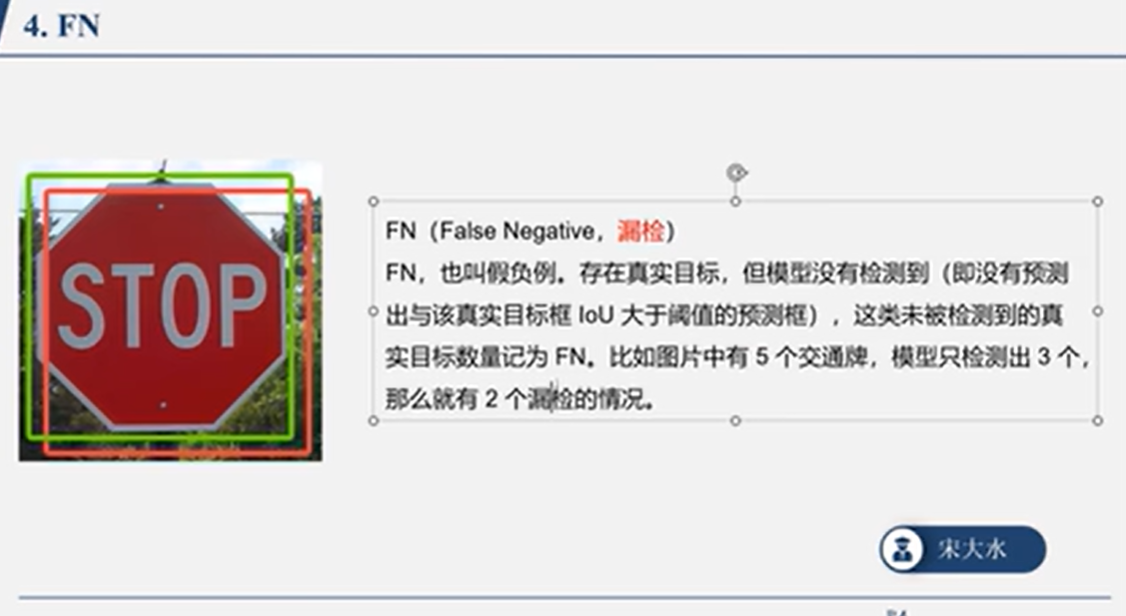 4. FN
STOP
FN（False Negative，漏检）
FN，也叫假负例。存在真实目标，但模型没有检测到（即没有预测
出与该真实目标框 IoU 大于阈值的预测框），这类未被检测到的真
实目标数量记为 FN。比如图片中有 5 个交通牌，模型只检测出 3 个，
那么就有 2 个漏检的情况。
宋大水